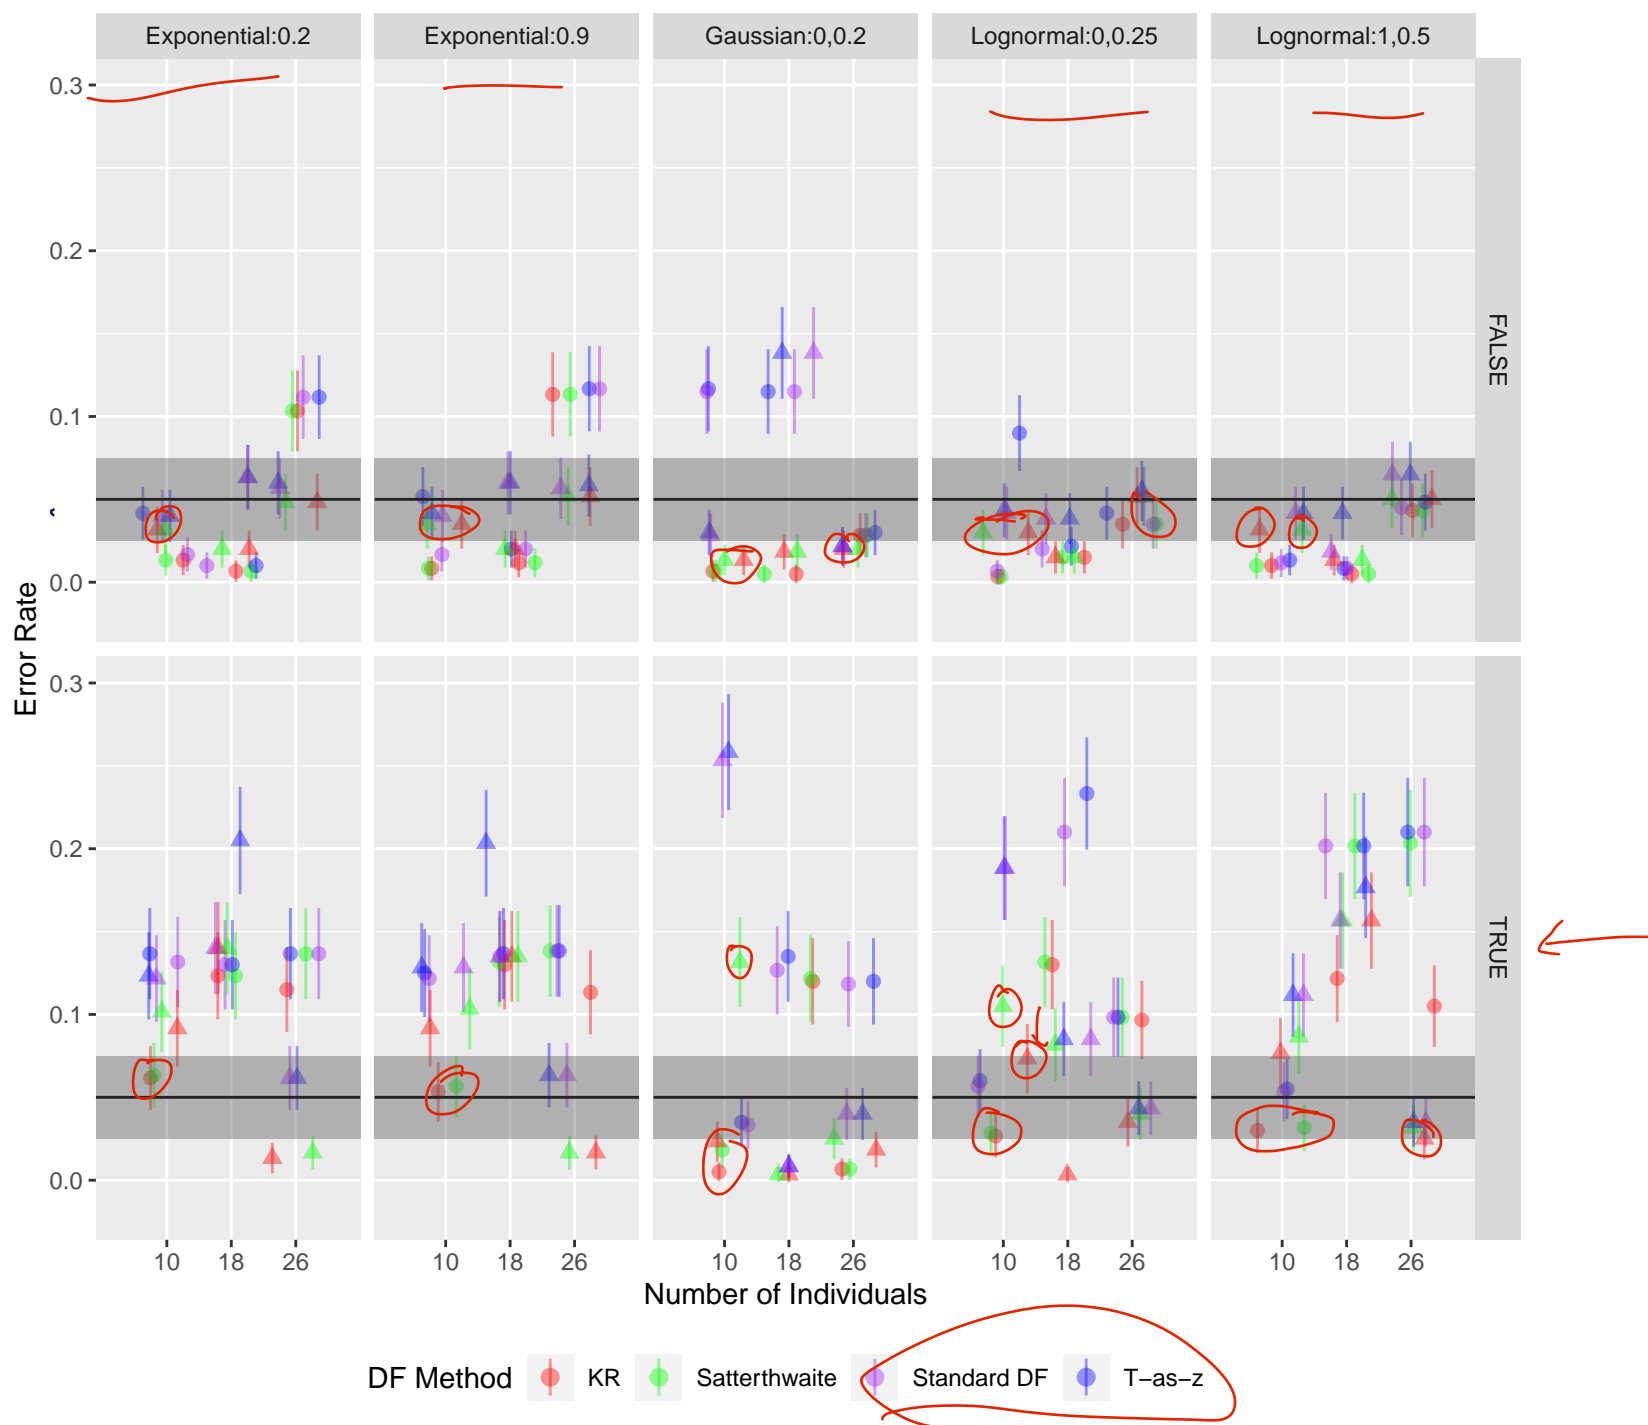 Exponential:0.2 Exponential:0.9 Gaussian:0,0.2 Lognormal:0,0.25 Lognormal:1,0.5
0.3
0.2
0.1
0.0
FALSE
Error Rate
0.3
0.2
0.1
0.0
TRUE
10 18 26 10 18 26 10 18 26 10 18 26 10 18 26
Number of Individuals
DF Method KR Satterthwaite Standard DF T−as−z